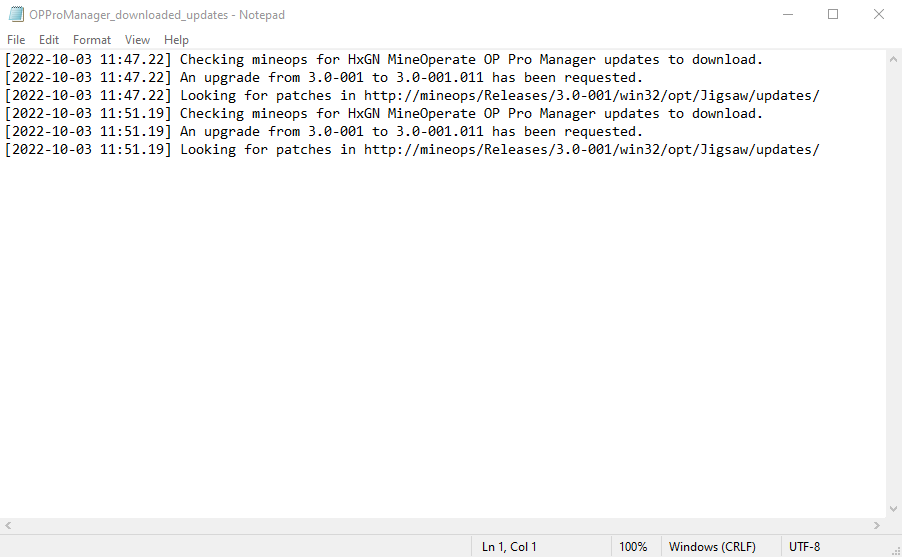 OPProManager_downloaded_updates - Notepad
File Edit Format View Help
[2022-10-03 11:47.22] Checking mineops for HxGN MineOperate OP Pro Manager updates to download.
[2022-10-03 11:47.22] An upgrade from 3.0-001 to 3.0-001.011 has been requested.
[2022-10-03 11:47.22] Looking for patches in http://mineops/Releases/3.0-001/win32/opt/Jigsaw/updates/
[2022-10-03 11:51.19] Checking mineops for HxGN MineOperate OP Pro Manager updates to download.
[2022-10-03 11:51.19] An upgrade from 3.0-001 to 3.0-001.011 has been requested.
[2022-10-03 11:51.19] Looking for patches in http://mineops/Releases/3.0-001/win32/opt/Jigsaw/updates/
Ln 1, Col 1 100% Windows (CRLF) UTF-8